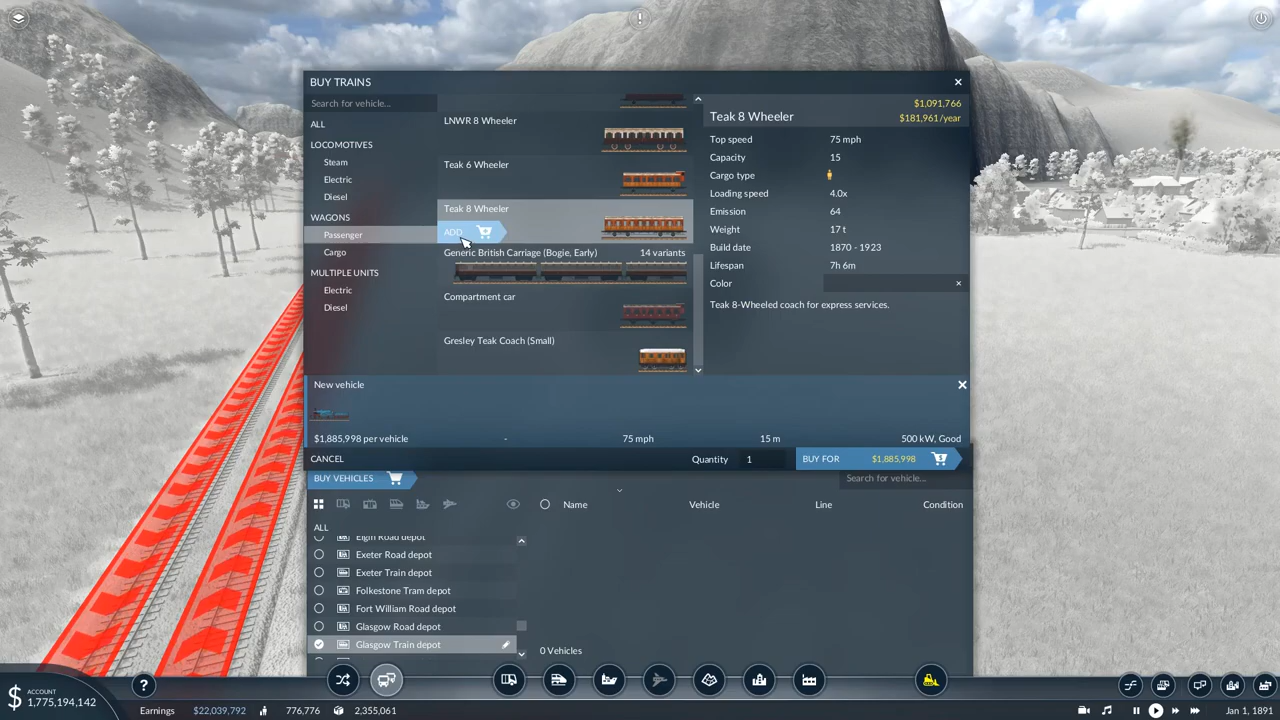 BUY TRAINS
Search for vehicle...
ALL
LOCOMOTIVES
Steam
Electric
Diesel
WAGONS
Passenger
Cargo
MULTIPLE UNITS
Electric
Diesel
LNWR 8 Wheeler
Teak 6 Wheeler
Teak 8 Wheeler
ADD
Generic British Carriage (Bogie, Early) 14 variants
Compartment car
Gresley Teak Coach (Small)
$1,091,766
Teak 8 Wheeler $181,961/year
Top speed 75 mph
Capacity 15
Cargo type
Loading speed 4.0x
Emission 64
Weight 17 t
Build date 1870 - 1923
Lifespan 7h 6m
Color
Teak 8-Wheeled coach for express services.
New vehicle
$1,885,998 per vehicle - 75 mph 15 m 500 kW, Good
CANCEL Quantity 1 BUY FOR $1,885,998
BUY VEHICLES Search for vehicle...
Name Vehicle Line Condition
ALL
Elgin Road depot
Exeter Road depot
Exeter Train depot
Folkestone Tram depot
Fort William Road depot
Glasgow Road depot
Glasgow Train depot
0 Vehicles
$ ACCOUNT
1,775,194,142
?
Earnings $22,039,792 776,776 2,355,061 Jan 1, 1891